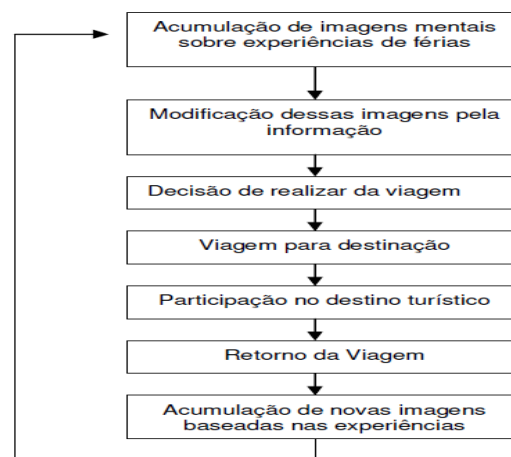 Acumulação de imagens mentais
sobre experiências de férias
Modificação dessas imagens pela
informação
Decisão de realizar da viagem
Viagem para destinação
Participação no destino turístico
Retorno da Viagem
Acumulação de novas imagens
baseadas nas experiências